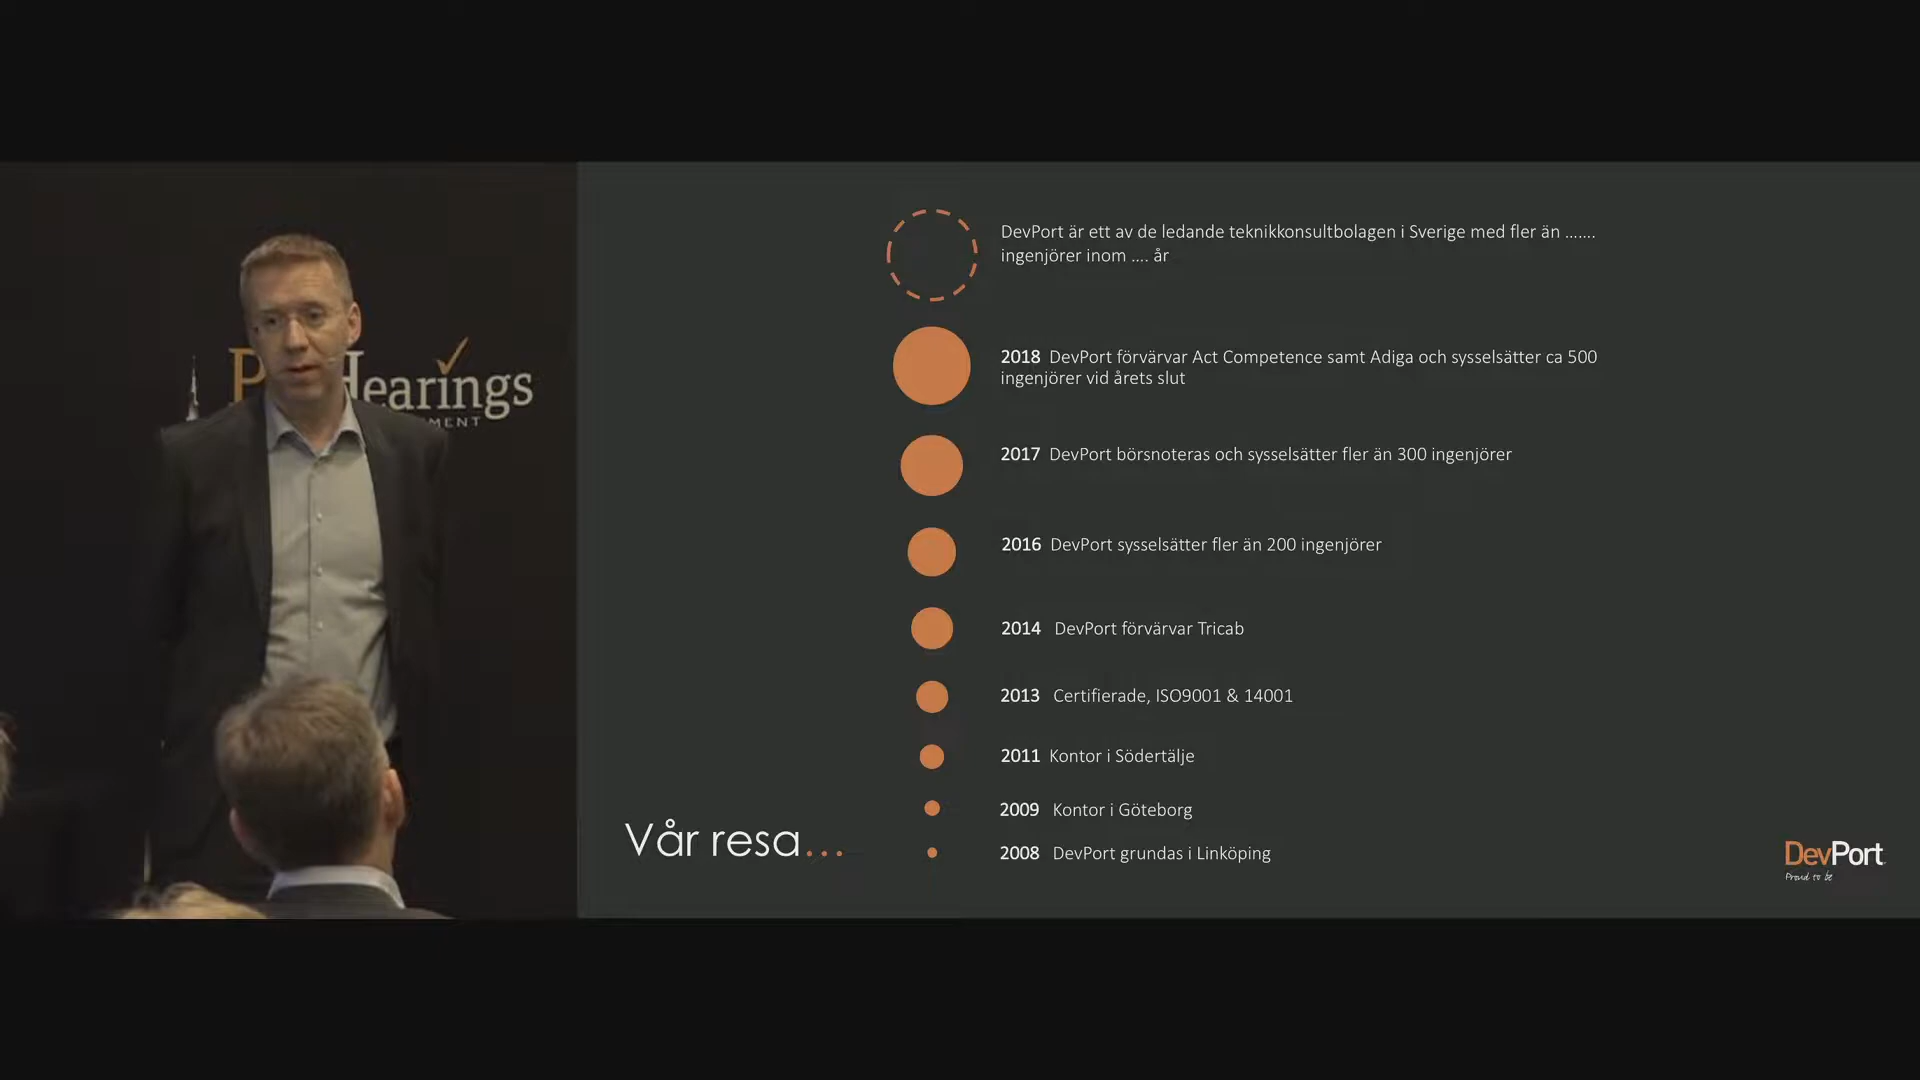 Hearings
MENT
DevPort är ett av de ledande teknikkonsultbolagen i Sverige med fler än .......
ingenjörer inom .... år
2018 DevPort förvärvar Act Competence samt Adiga och sysselsätter ca 500
ingenjörer vid årets slut
2017 DevPort börsnoteras och sysselsätter fler än 300 ingenjörer
2016 DevPort sysselsätter fler än 200 ingenjörer
2014 DevPort förvärvar Tricab
2013 Certifierade, ISO9001 & 14001
2011 Kontor i Södertälje
2009 Kontor i Göteborg
2008 DevPort grundas i Linköping
Vår resa...
DevPort
Proud to be